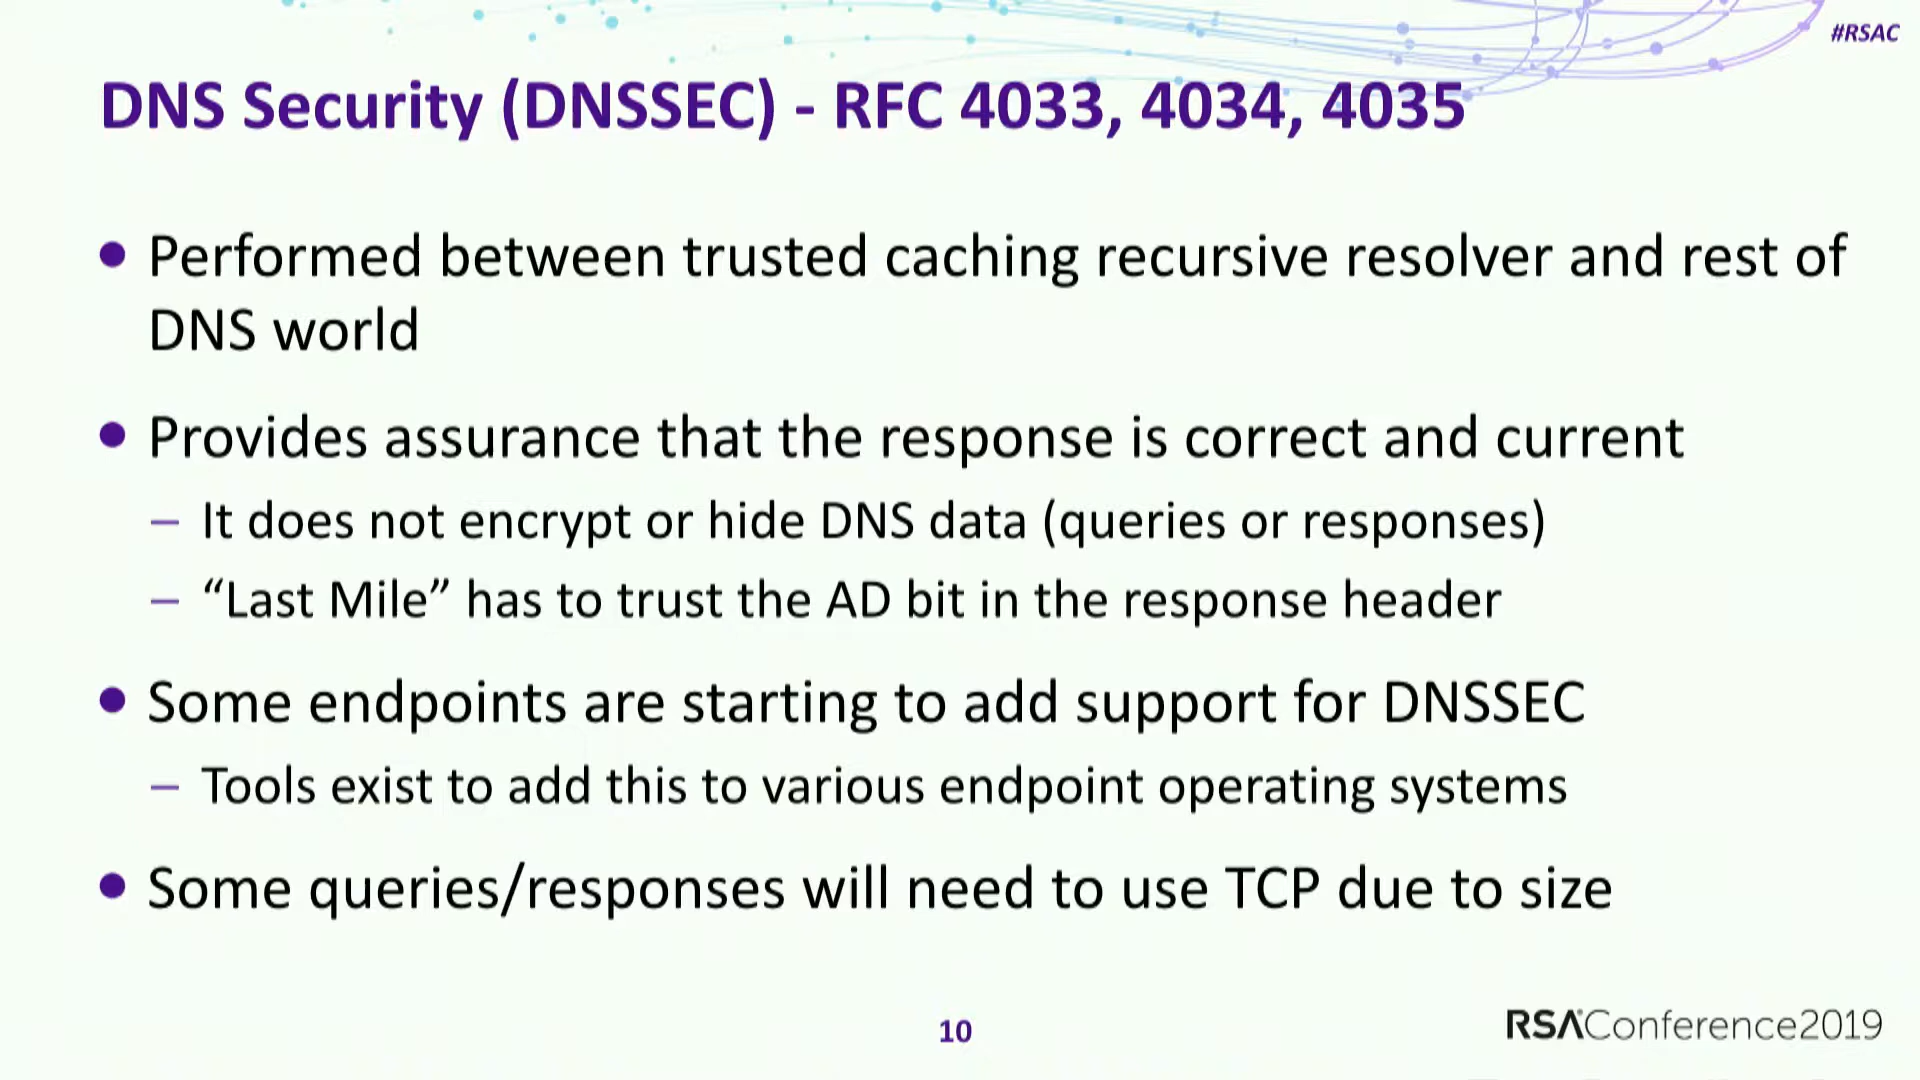 #RSAC
DNS Security (DNSSEC) - RFC 4033, 4034, 4035
● Performed between trusted caching recursive resolver and rest of
DNS world
● Provides assurance that the response is correct and current
– It does not encrypt or hide DNS data (queries or responses)
– “Last Mile” has to trust the AD bit in the response header
● Some endpoints are starting to add support for DNSSEC
– Tools exist to add this to various endpoint operating systems
● Some queries/responses will need to use TCP due to size
10
RSAConference2019